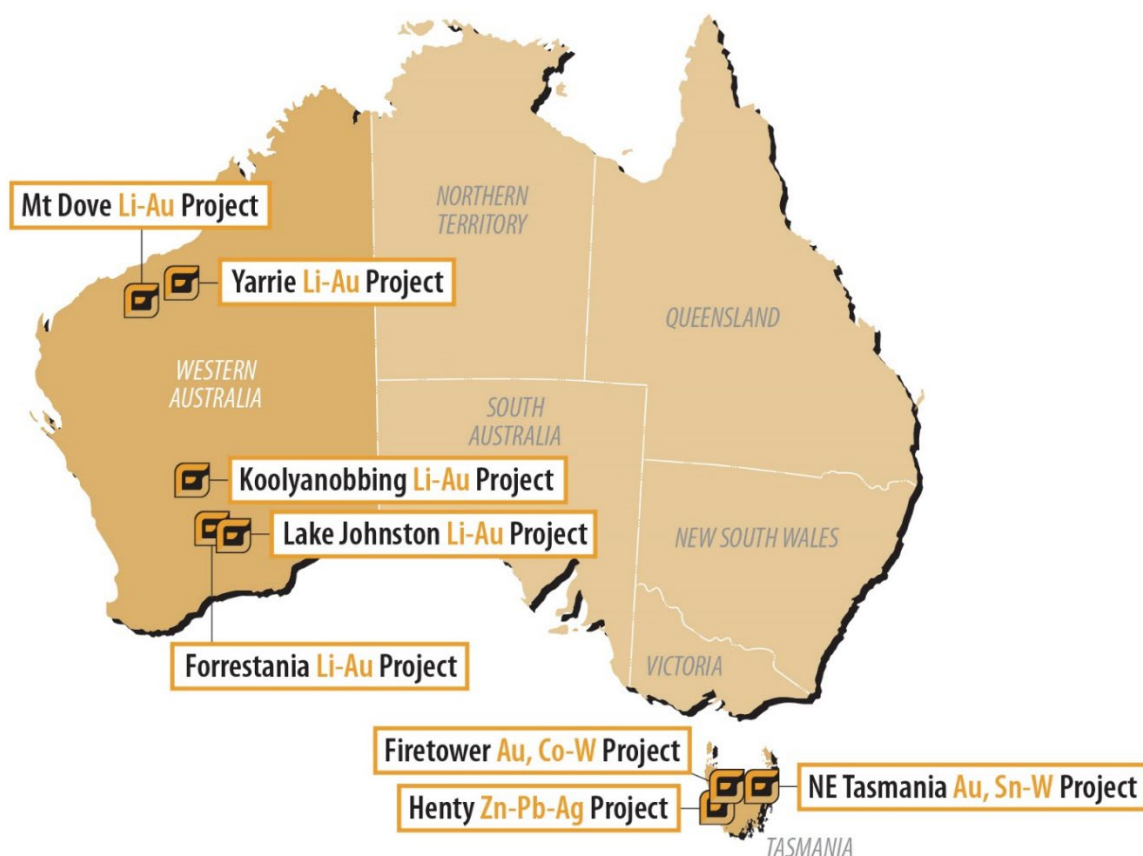 NORTHERN
TERRITORY
Mt Dove Li-Au Project
Yarrie Li-Au Project
QUEENSLAND
WESTERN
AUSTRALIA
SOUTH
AUSTRALIA
Koolyanobbing Li-Au Project
Lake Johnston Li-Au Project
NEW SOUTH WALES
Forrestania Li-Au Project
VICTORIA
Firetower Au, Co-W Project
NE Tasmania Au, Sn-W Project
Henty Zn-Pb-Ag Project
TASMANIA